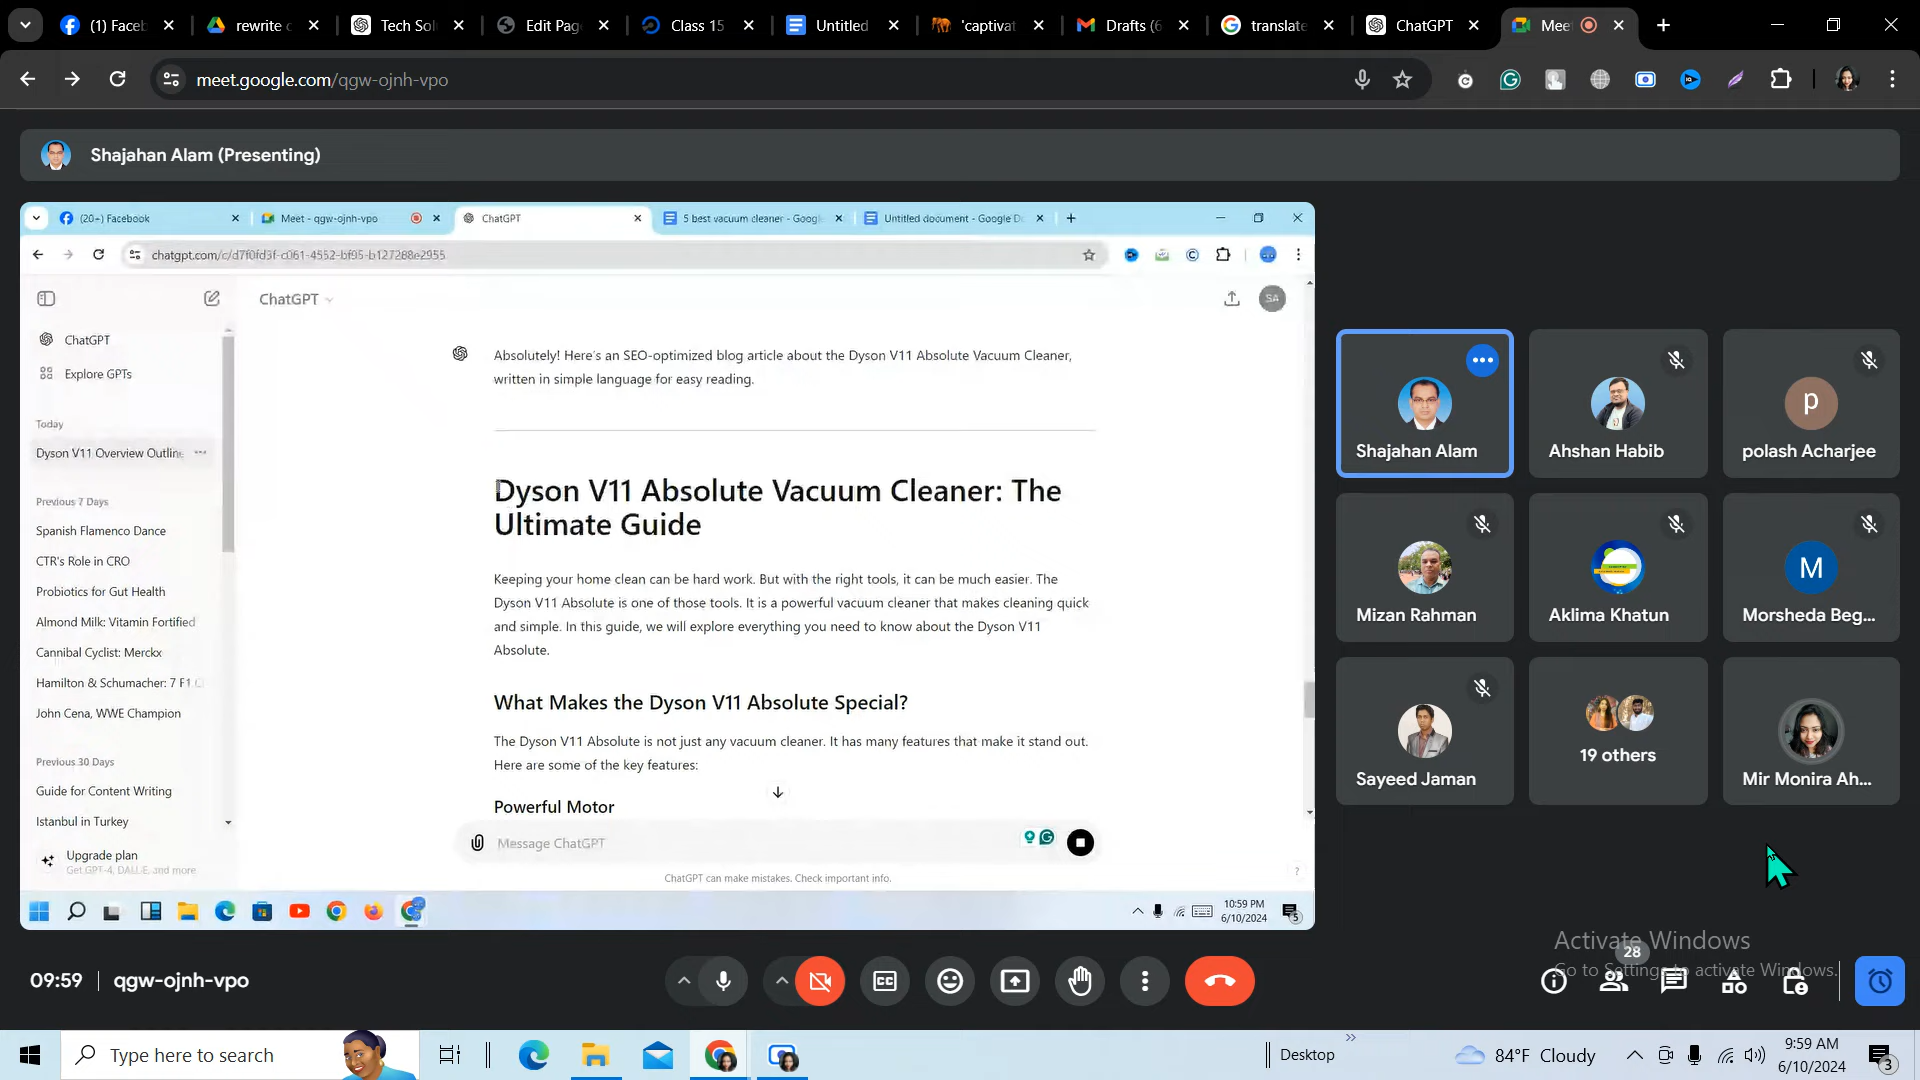 (1) Faceb
rewrite c
Tech Sol
Edit Pag
Class 15
Untitled
'captivat
Drafts (6
translate
ChatGPT
Meet
meet.google.com/qgw-ojnh-vpo
Shajahan Alam (Presenting)
(20+) Facebook
Meet - qgw-ojnh-vpo
ChatGPT
5 best vacuum cleaner - Google
Untitled document - Google D
chatgpt.com/c/d7f0fd3f-c061-4552-bf95-b127288e2955
ChatGPT
SA
ChatGPT
Explore GPTs
Today
Dyson V11 Overview Outline
Previous 7 Days
Spanish Flamenco Dance
CTR's Role in CRO
Probiotics for Gut Health
Almond Milk: Vitamin Fortified
Cannibal Cyclist: Merckx
Hamilton & Schumacher: 7 F1 C
John Cena, WWE Champion
Previous 30 Days
Guide for Content Writing
Istanbul in Turkey
Upgrade plan
Get GPT-4, DALL·E, and more
Absolutely! Here's an SEO-optimized blog article about the Dyson V11 Absolute Vacuum Cleaner,
written in simple language for easy reading.
Dyson V11 Absolute Vacuum Cleaner: The
Ultimate Guide
Keeping your home clean can be hard work. But with the right tools, it can be much easier. The
Dyson V11 Absolute is one of those tools. It is a powerful vacuum cleaner that makes cleaning quick
and simple. In this guide, we will explore everything you need to know about the Dyson V11
Absolute.
What Makes the Dyson V11 Absolute Special?
The Dyson V11 Absolute is not just any vacuum cleaner. It has many features that make it stand out.
Here are some of the key features:
Powerful Motor
Message ChatGPT
ChatGPT can make mistakes. Check important info.
?
10:59 PM
6/10/2024
5
Shajahan Alam
Ahshan Habib
p
polash Acharjee
Mizan Rahman
Aklima Khatun
M
Morsheda Beg...
Sayeed Jaman
19 others
Mir Monira Ah...
Activate Windows
Go to Settings to activate Windows.
09:59
qgw-ojnh-vpo
28
Type here to search
Desktop
84°F Cloudy
9:59 AM
6/10/2024
3